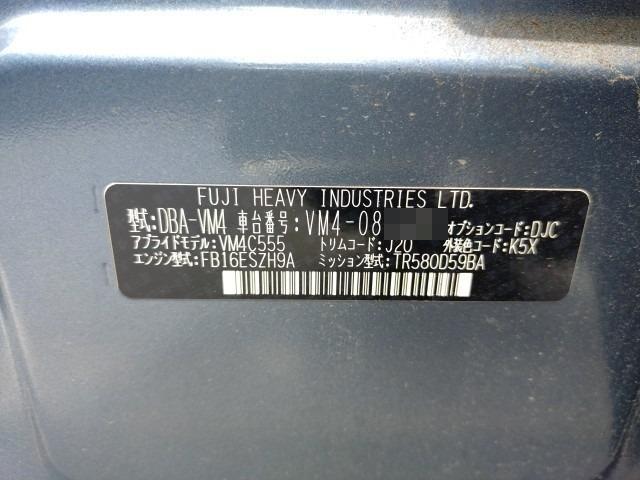 FUJI HEAVY INDUSTRIES LTD.
型式:DBA-VM4 車台番号:VM4-08 オプションコード:DJC
アプライドモデル:VM4C555 トリムコード:J20 外装色コード:K5X
エンジン型式:FB16ESZH9A ミッション型式:TR580D59BA